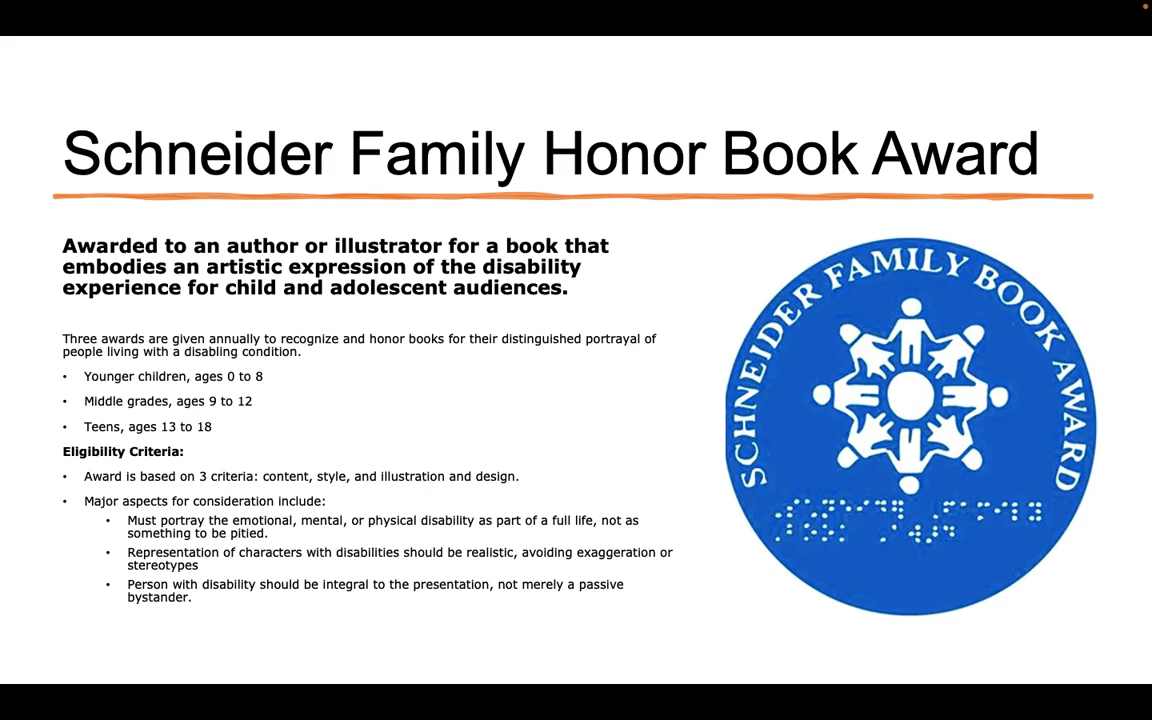 Schneider Family Honor Book Award
Awarded to an author or illustrator for a book that
embodies an artistic expression of the disability
experience for child and adolescent audiences.
Three awards are given annually to recognize and honor books for their distinguished portrayal of
people living with a disabling condition.
• Younger children, ages 0 to 8
• Middle grades, ages 9 to 12
• Teens, ages 13 to 18
Eligibility Criteria:
• Award is based on 3 criteria: content, style, and illustration and design.
• Major aspects for consideration include:
• Must portray the emotional, mental, or physical disability as part of a full life, not as
something to be pitied.
• Representation of characters with disabilities should be realistic, avoiding exaggeration or
stereotypes
• Person with disability should be integral to the presentation, not merely a passive
bystander.
SCHNEIDER FAMILY BOOK AWARD